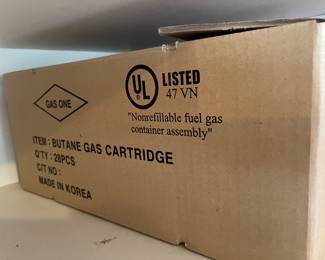 GAS ONE
UL
LISTED
47 VN
"Nonrefillable fuel gas
container assembly"
ITEM : BUTANE GAS CARTRIDGE
Q'TY : 28PCS
C/T NO :
MADE IN KOREA